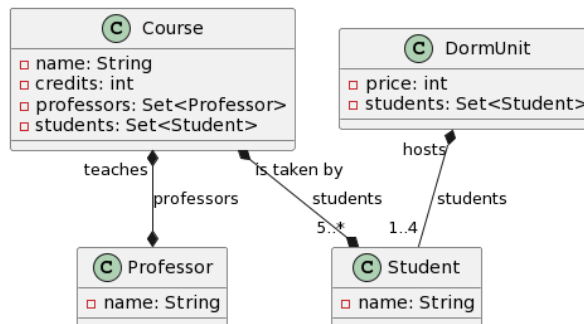 C Course
name: String
credits: int
professors: Set<Professor>
students: Set<Student>
C DormUnit
price: int
students: Set<Student>
teaches
is taken by
hosts
professors
students
students
5..*
1..4
C Professor
name: String
C Student
name: String